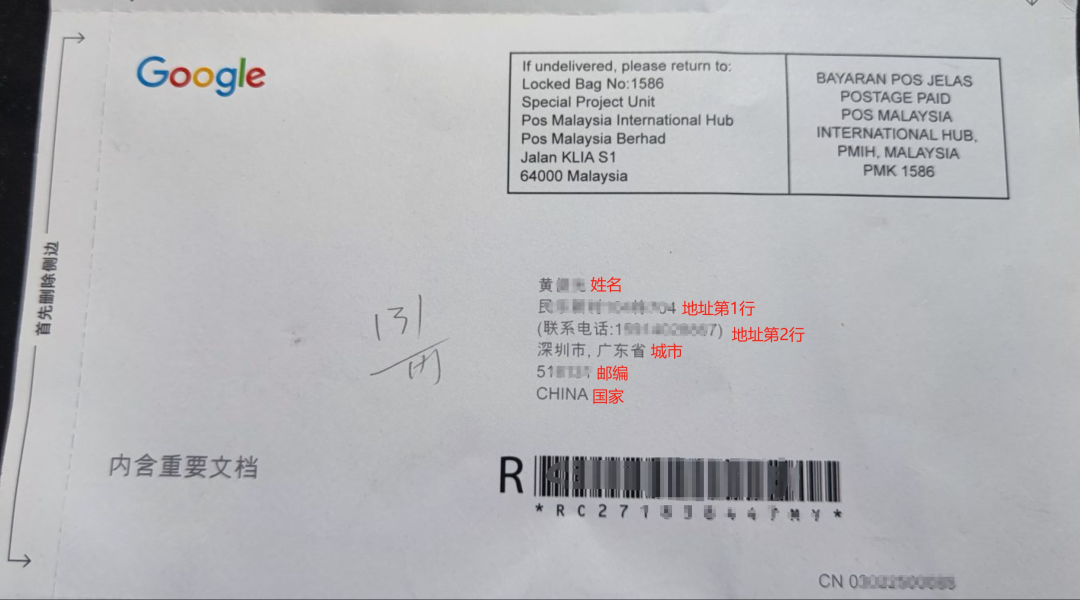 Google
If undelivered, please return to:
Locked Bag No:1586
Special Project Unit
Pos Malaysia International Hub
Pos Malaysia Berhad
Jalan KLIA S1
64000 Malaysia
BAYARAN POS JELAS
POSTAGE PAID
POS MALAYSIA
INTERNATIONAL HUB,
PMIH, MALAYSIA
PMK 1586
首先删除侧边
黄 姓名
地址第1行
(联系电话: 地址第2行
深圳市, 广东省 城市
邮编
CHINA 国家
131
内含重要文档
R
CN